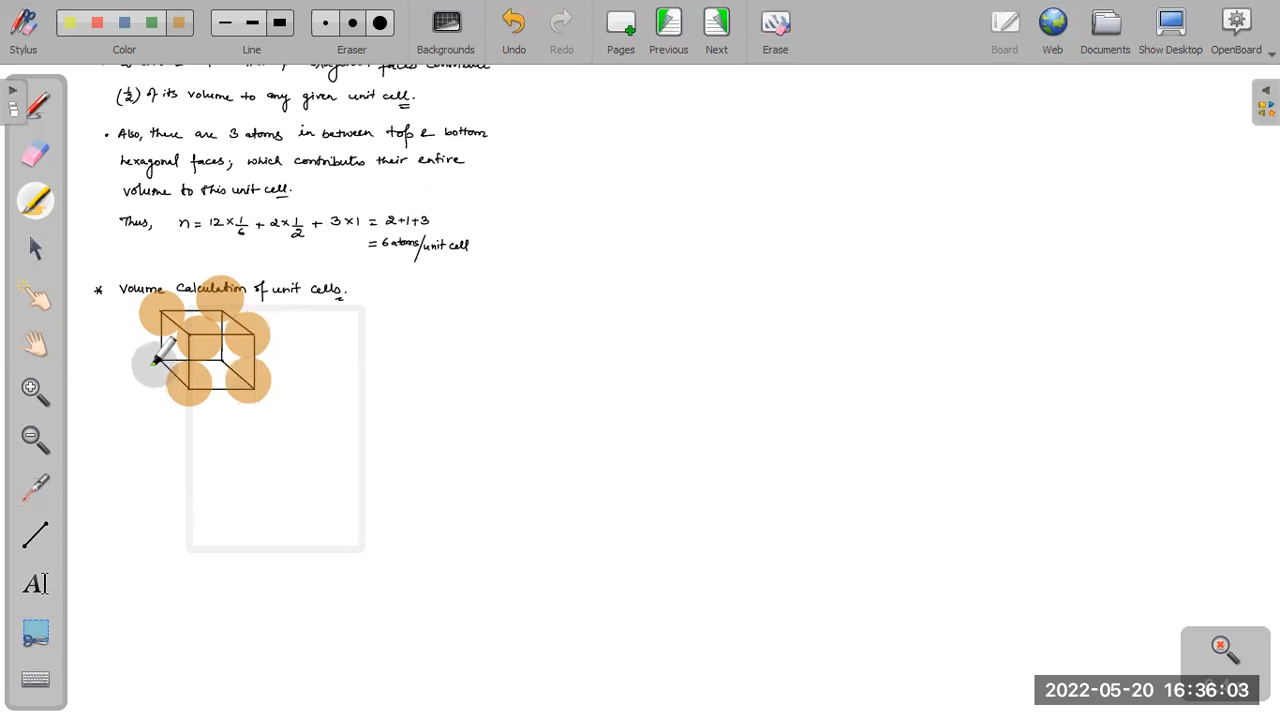 Stylus
Color
Line
Eraser
Backgrounds
Undo
Redo
Pages
Previous
Next
Erase
Board
Web
Documents
Show Desktop
OpenBoard
hexagonal faces contribute
(1/2) of its volume to any given unit cell.
• Also, there are 3 atoms in between top & bottom
hexagonal faces; which contributes their entire
volume to this unit cell.
Thus, n = 12 × 1/6 + 2 × 1/2 + 3 × 1 = 2+1+3
= 6 atoms/unit cell
* Volume Calculation of unit cells.
2022-05-20 16:36:03